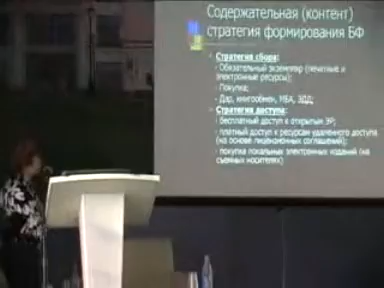 Содержательная (контент)
стратегия формирования БФ
Стратегия сбора:
- Обязательный экземпляр (печатные и
электронные ресурсы);
- Покупка;
- Дар, книгообмен, МБА, ЭДД;
Стратегия доступа:
- бесплатный доступ к открытым ЭР;
- платный доступ к ресурсам удаленного доступа
(на основе лицензионных соглашений);
- покупка локальных электронных изданий (на
съемных носителях)